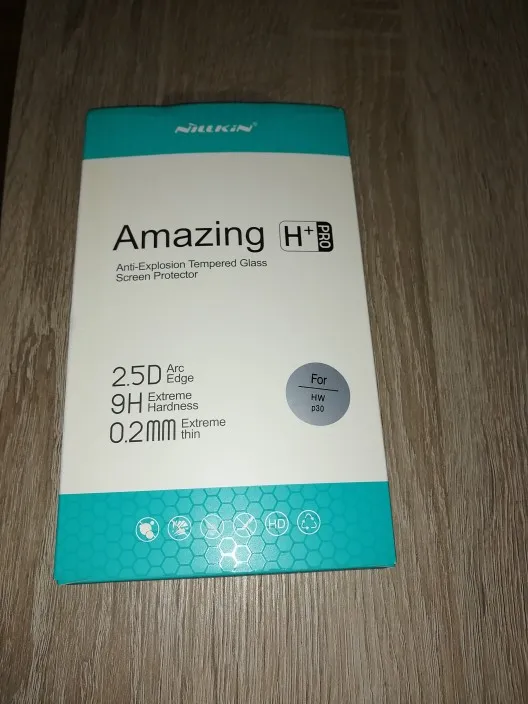 NILLKIN®
Amazing H+ PRO
Anti-Explosion Tempered Glass
Screen Protector
2.5D Arc Edge
9H Extreme Hardness
0.2mm Extreme thin
For
HW
p30
HD